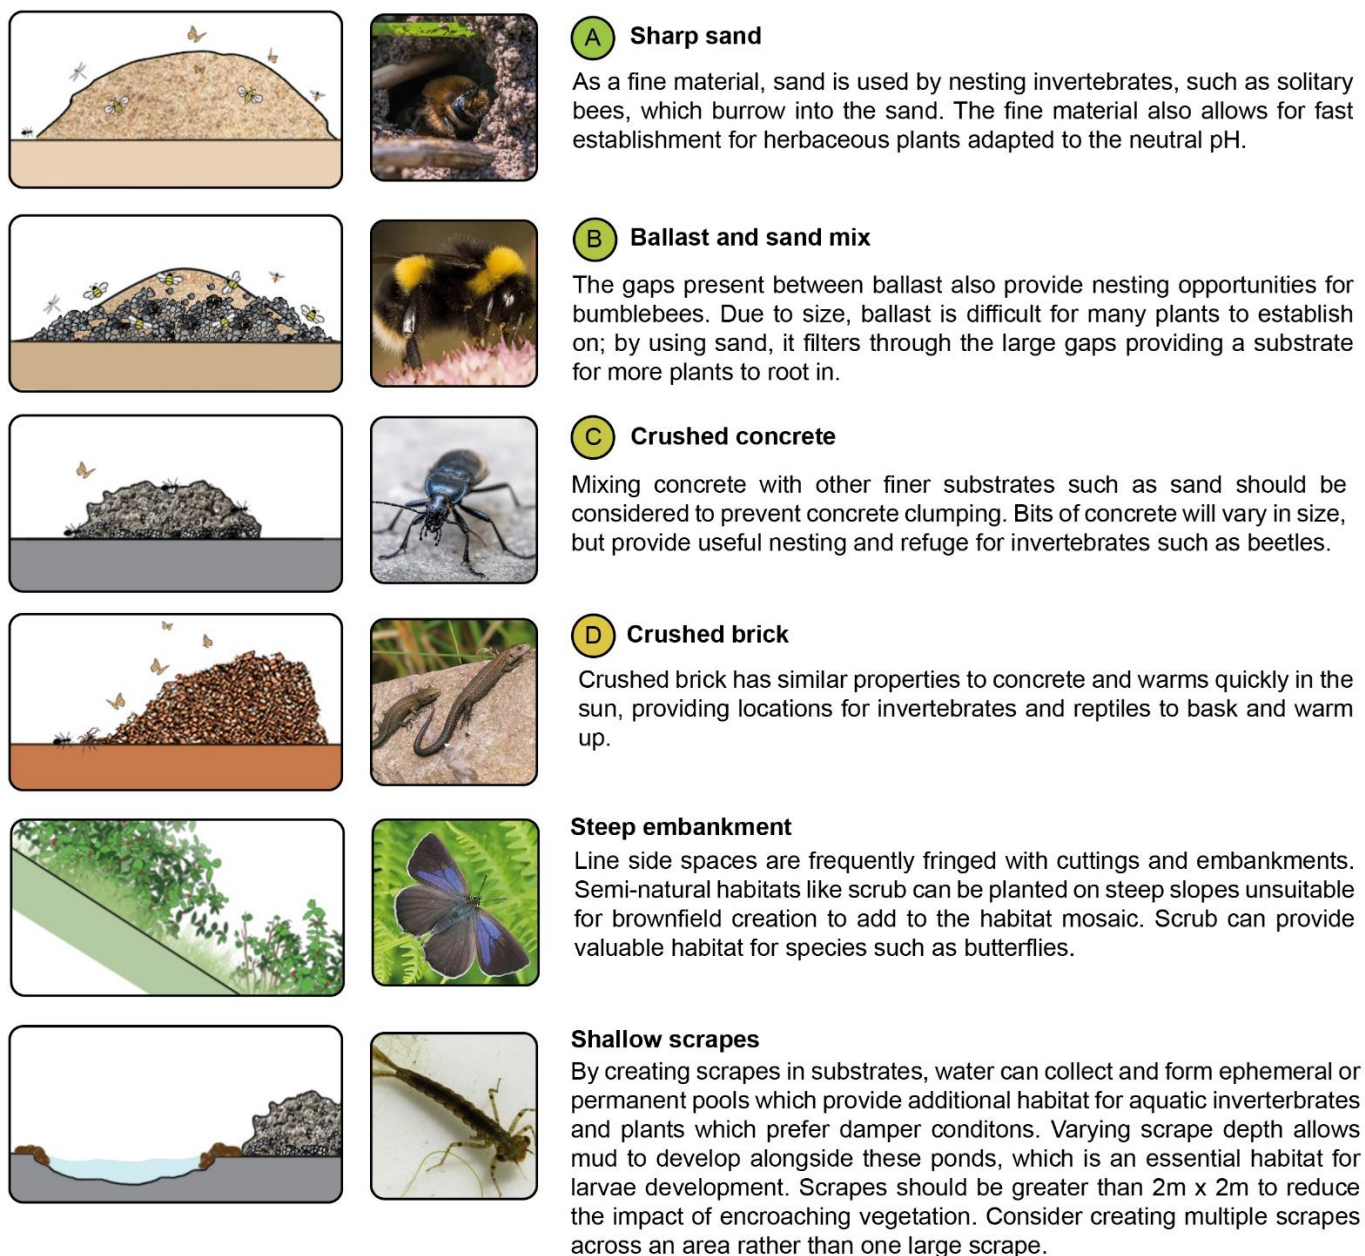 A Sharp sand
As a fine material, sand is used by nesting invertebrates, such as solitary
bees, which burrow into the sand. The fine material also allows for fast
establishment for herbaceous plants adapted to the neutral pH.
B Ballast and sand mix
The gaps present between ballast also provide nesting opportunities for
bumblebees. Due to size, ballast is difficult for many plants to establish
on; by using sand, it filters through the large gaps providing a substrate
for more plants to root in.
C Crushed concrete
Mixing concrete with other finer substrates such as sand should be
considered to prevent concrete clumping. Bits of concrete will vary in size,
but provide useful nesting and refuge for invertebrates such as beetles.
D Crushed brick
Crushed brick has similar properties to concrete and warms quickly in the
sun, providing locations for invertebrates and reptiles to bask and warm
up.
Steep embankment
Line side spaces are frequently fringed with cuttings and embankments.
Semi-natural habitats like scrub can be planted on steep slopes unsuitable
for brownfield creation to add to the habitat mosaic. Scrub can provide
valuable habitat for species such as butterflies.
Shallow scrapes
By creating scrapes in substrates, water can collect and form ephemeral or
permanent pools which provide additional habitat for aquatic inverterbrates
and plants which prefer damper conditons. Varying scrape depth allows
mud to develop alongside these ponds, which is an essential habitat for
larvae development. Scrapes should be greater than 2m x 2m to reduce
the impact of encroaching vegetation. Consider creating multiple scrapes
across an area rather than one large scrape.